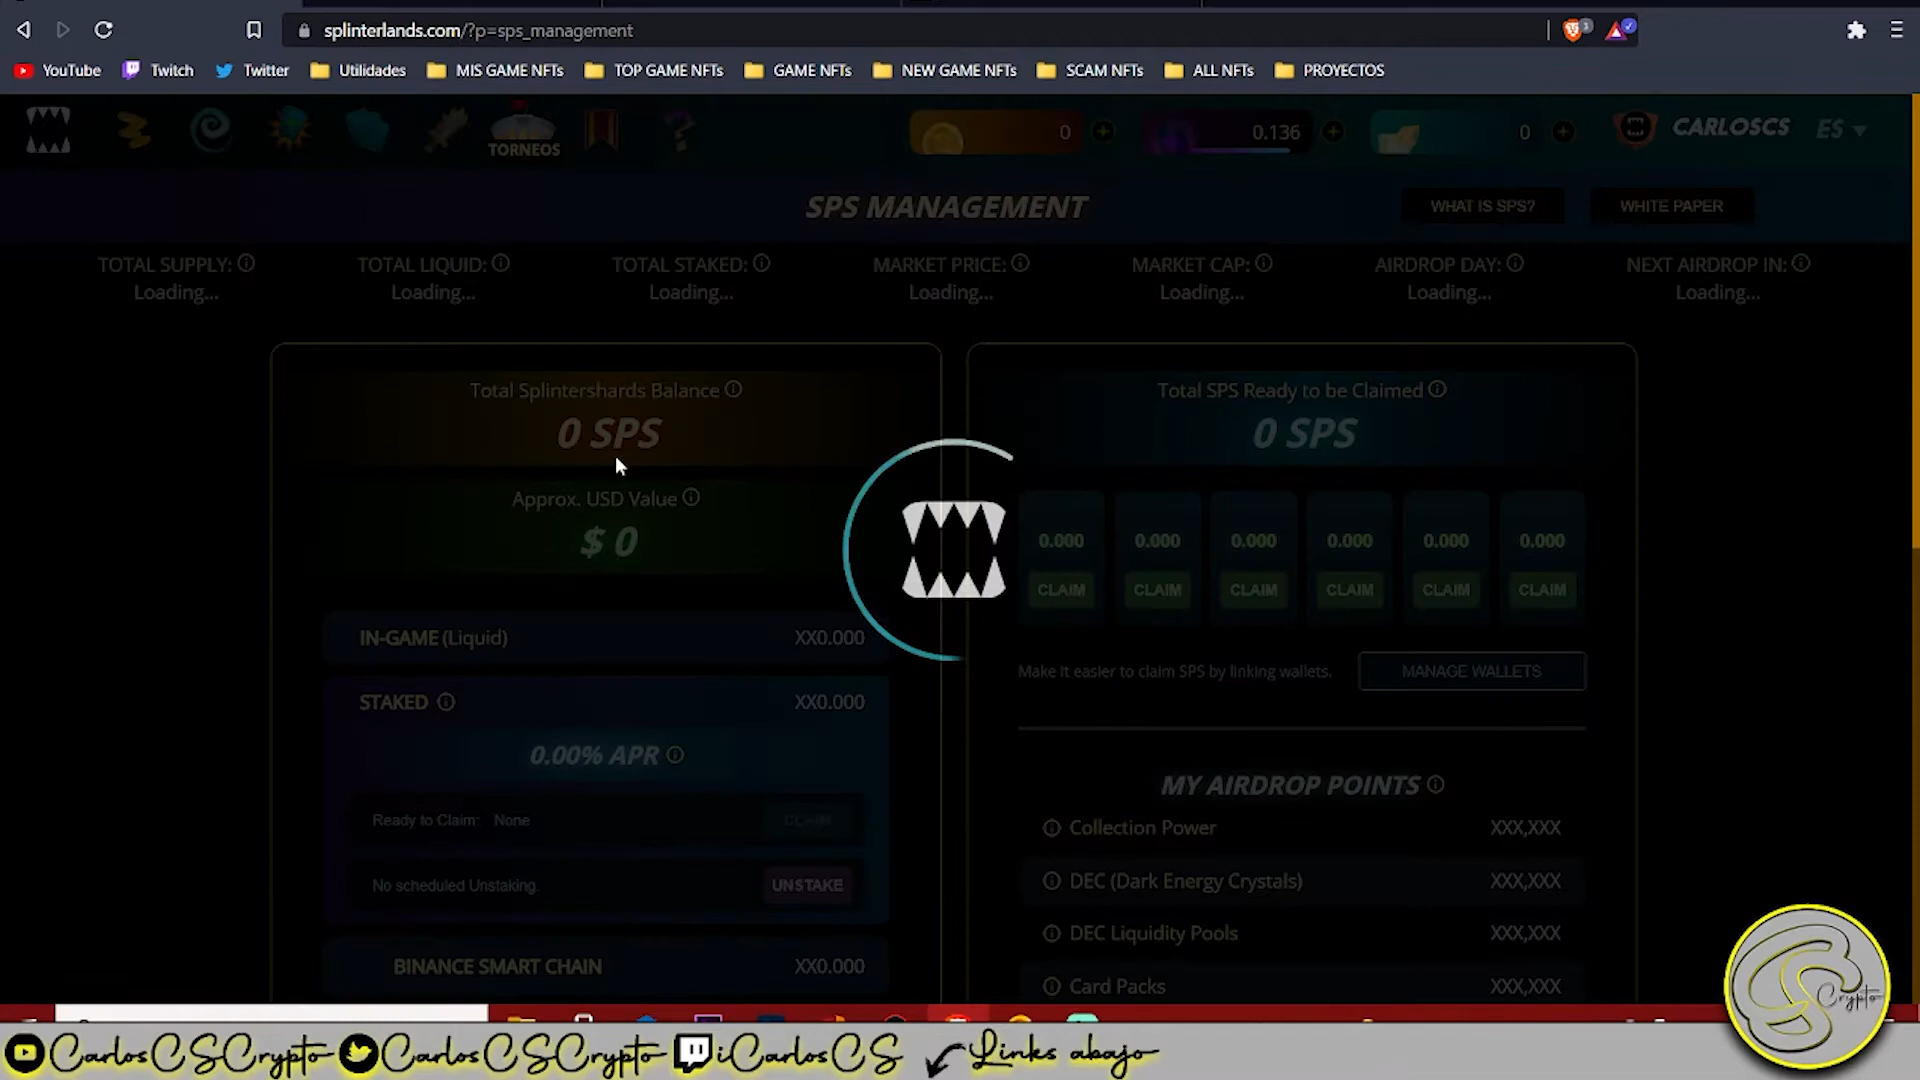 splinterlands.com/?p=sps_management
1
YouTube Twitch Twitter Utilidades MIS GAME NFTs TOP GAME NFTs GAME NFTs NEW GAME NFTs SCAM NFTs ALL NFTs PROYECTOS
TORNEOS
0 0.136 0 CARLOSCS ES
SPS MANAGEMENT WHAT IS SPS? WHITE PAPER
TOTAL SUPPLY: TOTAL LIQUID: TOTAL STAKED: MARKET PRICE: MARKET CAP: AIRDROP DAY: NEXT AIRDROP IN:
Loading... Loading... Loading... Loading... Loading... Loading... Loading...
Total Splintershards Balance
0 SPS
Approx. USD Value
$ 0
IN-GAME (Liquid) XX0.000
STAKED XX0.000
0.00% APR
Ready to Claim: None CLAIM
No scheduled Unstaking. UNSTAKE
BINANCE SMART CHAIN XX0.000
Total SPS Ready to be Claimed
0 SPS
0.000 0.000 0.000 0.000 0.000 0.000
CLAIM CLAIM CLAIM CLAIM CLAIM CLAIM
Make it easier to claim SPS by linking wallets. MANAGE WALLETS
MY AIRDROP POINTS
Collection Power XXX,XXX
DEC (Dark Energy Crystals) XXX,XXX
DEC Liquidity Pools XXX,XXX
Card Packs XXX,XXX
Crypto
CarlosCSCrypto CarlosCSCrypto iCarlosCS Links abajo